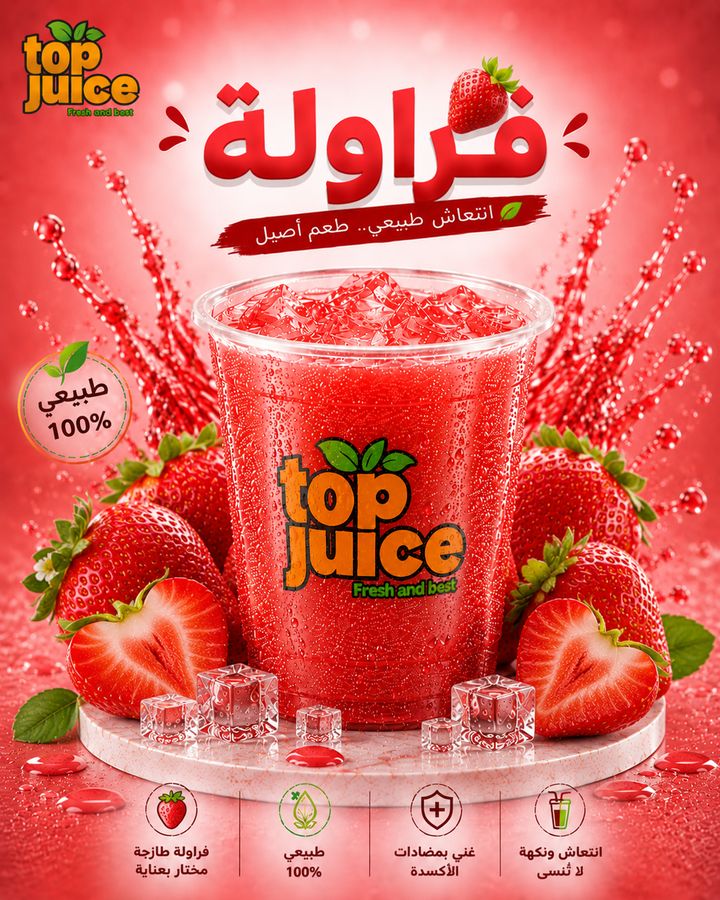 top
juice
Fresh and best
فراولة
انتعاش طبيعي.. طعم أصيل
طبيعي
100%
top
juice
Fresh and best
انتعاش ونكهة
لا تُنسى
غني بمضادات
الأكسدة
طبيعي
100%
فراولة طازجة
مختار بعناية